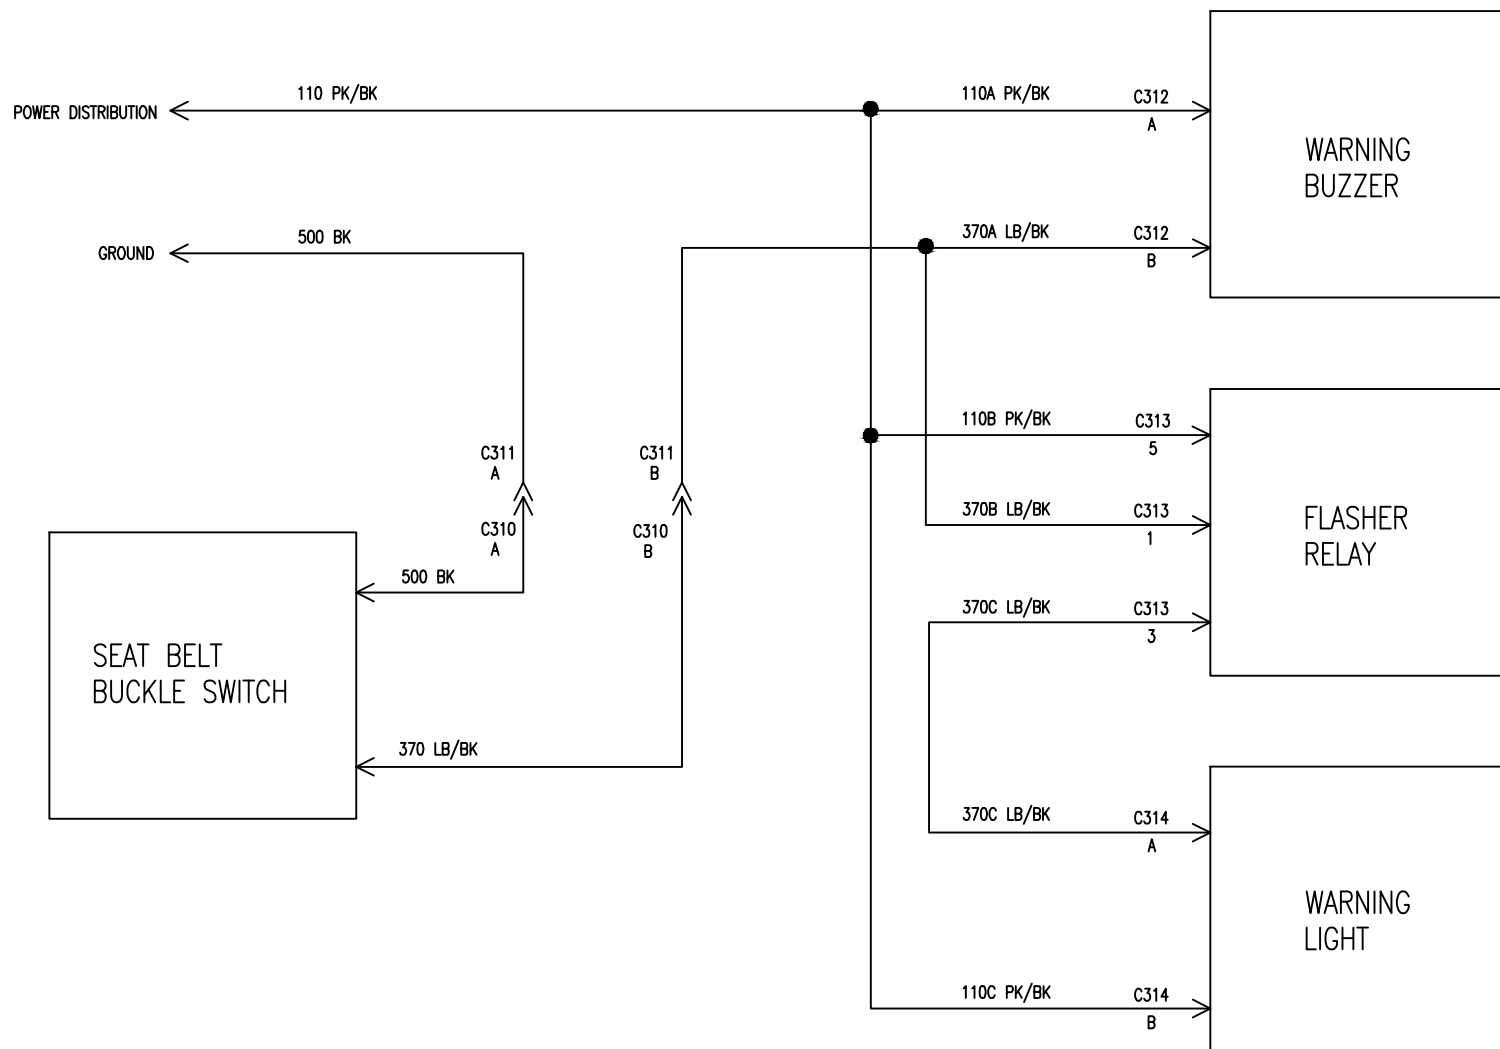 110 PK/BK
110A PK/BK
C312
A
POWER DISTRIBUTION
WARNING
BUZZER
500 BK
370A LB/BK
C312
B
GROUND
C311
A
C311
B
110B PK/BK
C313
5
C310
A
C310
B
370B LB/BK
C313
1
FLASHER
RELAY
500 BK
370C LB/BK
C313
3
SEAT BELT
BUCKLE SWITCH
370 LB/BK
370C LB/BK
C314
A
WARNING
LIGHT
110C PK/BK
C314
B